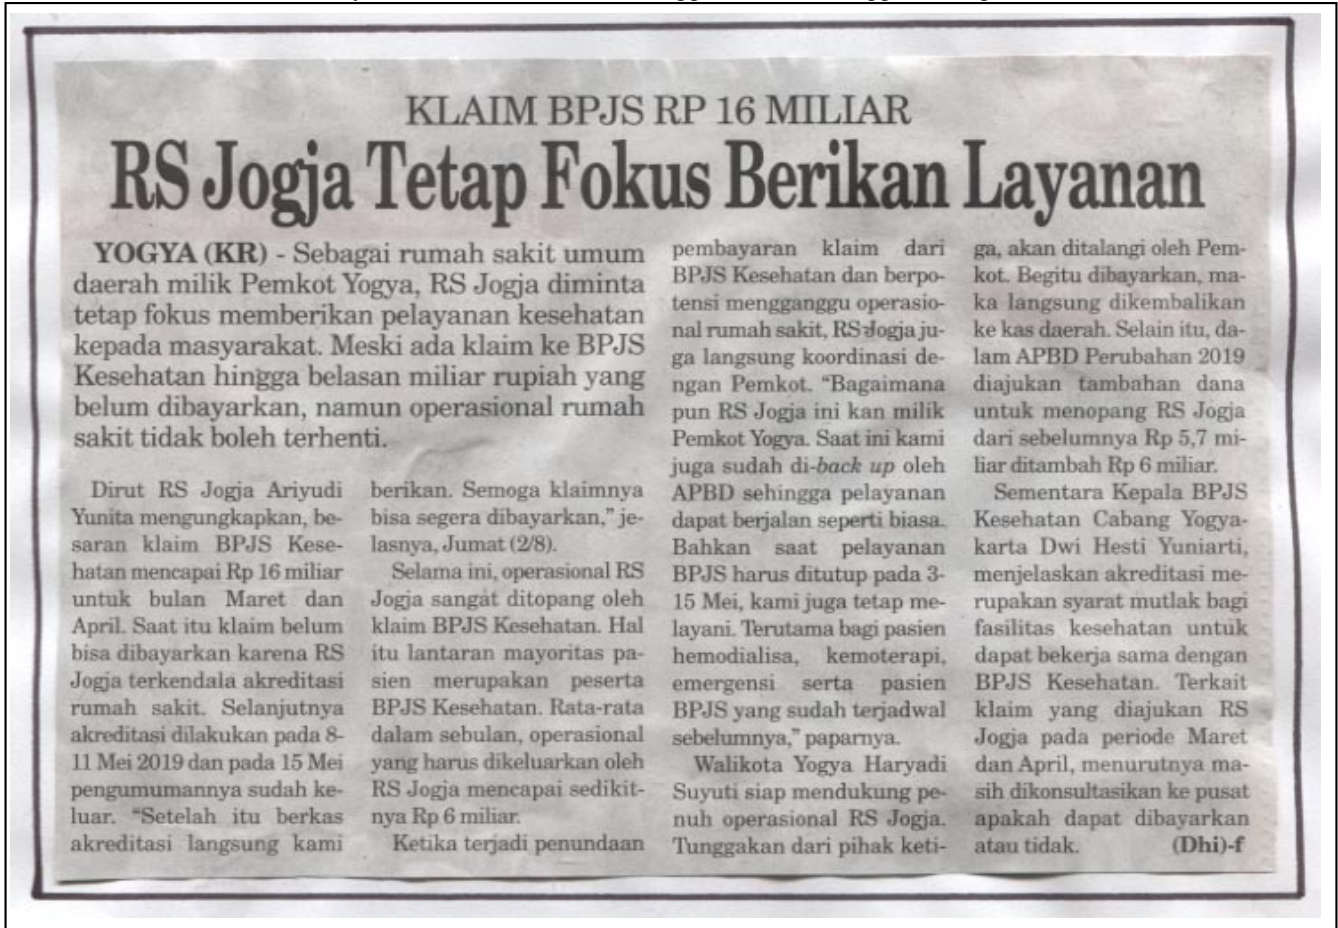 KLAIM BPJS RP 16 MILIAR
RS Jogja Tetap Fokus Berikan Layanan
YOGYA (KR) - Sebagai rumah sakit umum
daerah milik Pemkot Yogya, RS Jogja diminta
tetap fokus memberikan pelayanan kesehatan
kepada masyarakat. Meski ada klaim ke BPJS
Kesehatan hingga belasan miliar rupiah yang
belum dibayarkan, namun operasional rumah
sakit tidak boleh terhenti.
Dirut RS Jogja Ariyudi
Yunita mengungkapkan, be-
saran klaim BPJS Kese-
hatan mencapai Rp 16 miliar
untuk bulan Maret dan
April. Saat itu klaim belum
bisa dibayarkan karena RS
Jogja terkendala akreditasi
rumah sakit. Selanjutnya
akreditasi dilakukan pada 8-
11 Mei 2019 dan pada 15 Mei
pengumumannya sudah ke-
luar. “Setelah itu berkas
akreditasi langsung kami
berikan. Semoga klaimnya
bisa segera dibayarkan,” je-
lasnya, Jumat (2/8).
Selama ini, operasional RS
Jogja sangat ditopang oleh
klaim BPJS Kesehatan. Hal
itu lantaran mayoritas pa-
sien merupakan peserta
BPJS Kesehatan. Rata-rata
dalam sebulan, operasional
yang harus dikeluarkan oleh
RS Jogja mencapai sedikit-
nya Rp 6 miliar.
Ketika terjadi penundaan
pembayaran klaim dari
BPJS Kesehatan dan berpo-
tensi mengganggu operasio-
nal rumah sakit, RS Jogja ju-
ga langsung koordinasi de-
ngan Pemkot. “Bagaimana
pun RS Jogja ini kan milik
Pemkot Yogya. Saat ini kami
juga sudah di-back up oleh
APBD sehingga pelayanan
dapat berjalan seperti biasa.
Bahkan saat pelayanan
BPJS harus ditutup pada 3-
15 Mei, kami juga tetap me-
layani. Terutama bagi pasien
hemodialisa, kemoterapi,
emergensi serta pasien
BPJS yang sudah terjadwal
sebelumnya,” paparnya.
Walikota Yogya Haryadi
Suyuti siap mendukung pe-
nuh operasional RS Jogja.
Tunggakan dari pihak keti-
ga, akan ditalangi oleh Pem-
kot. Begitu dibayarkan, ma-
ka langsung dikembalikan
ke kas daerah. Selain itu, da-
lam APBD Perubahan 2019
diajukan tambahan dana
untuk menopang RS Jogja
dari sebelumnya Rp 5,7 mi-
liar ditambah Rp 6 miliar.
Sementara Kepala BPJS
Kesehatan Cabang Yogya-
karta Dwi Hesti Yuniarti,
menjelaskan akreditasi me-
rupakan syarat mutlak bagi
fasilitas kesehatan untuk
dapat bekerja sama dengan
BPJS Kesehatan. Terkait
klaim yang diajukan RS
Jogja pada periode Maret
dan April, menurutnya ma-
sih dikonsultasikan ke pusat
apakah dapat dibayarkan
atau tidak. (Dhi)-f